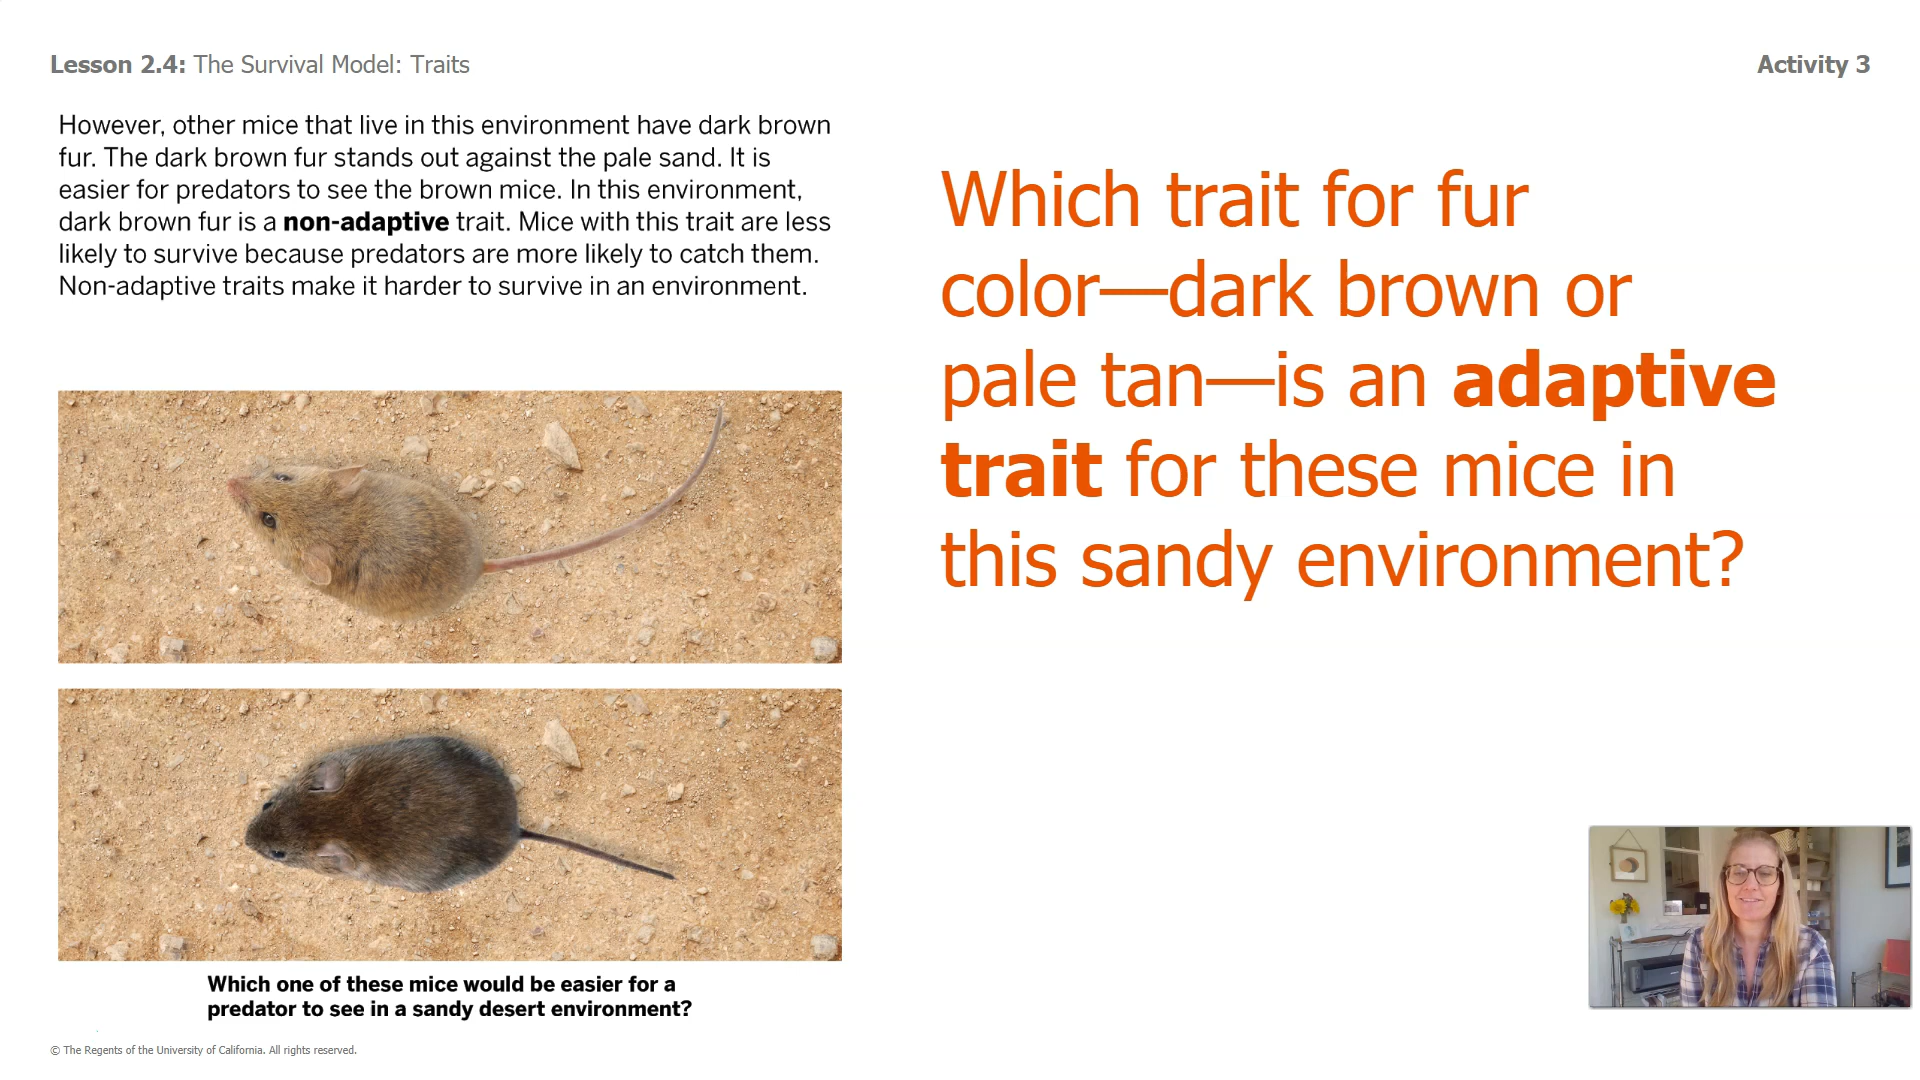 Lesson 2.4: The Survival Model: Traits
Activity 3
However, other mice that live in this environment have dark brown
fur. The dark brown fur stands out against the pale sand. It is
easier for predators to see the brown mice. In this environment,
dark brown fur is a non-adaptive trait. Mice with this trait are less
likely to survive because predators are more likely to catch them.
Non-adaptive traits make it harder to survive in an environment.
Which one of these mice would be easier for a
predator to see in a sandy desert environment?
Which trait for fur
color—dark brown or
pale tan—is an adaptive
trait for these mice in
this sandy environment?
© The Regents of the University of California. All rights reserved.